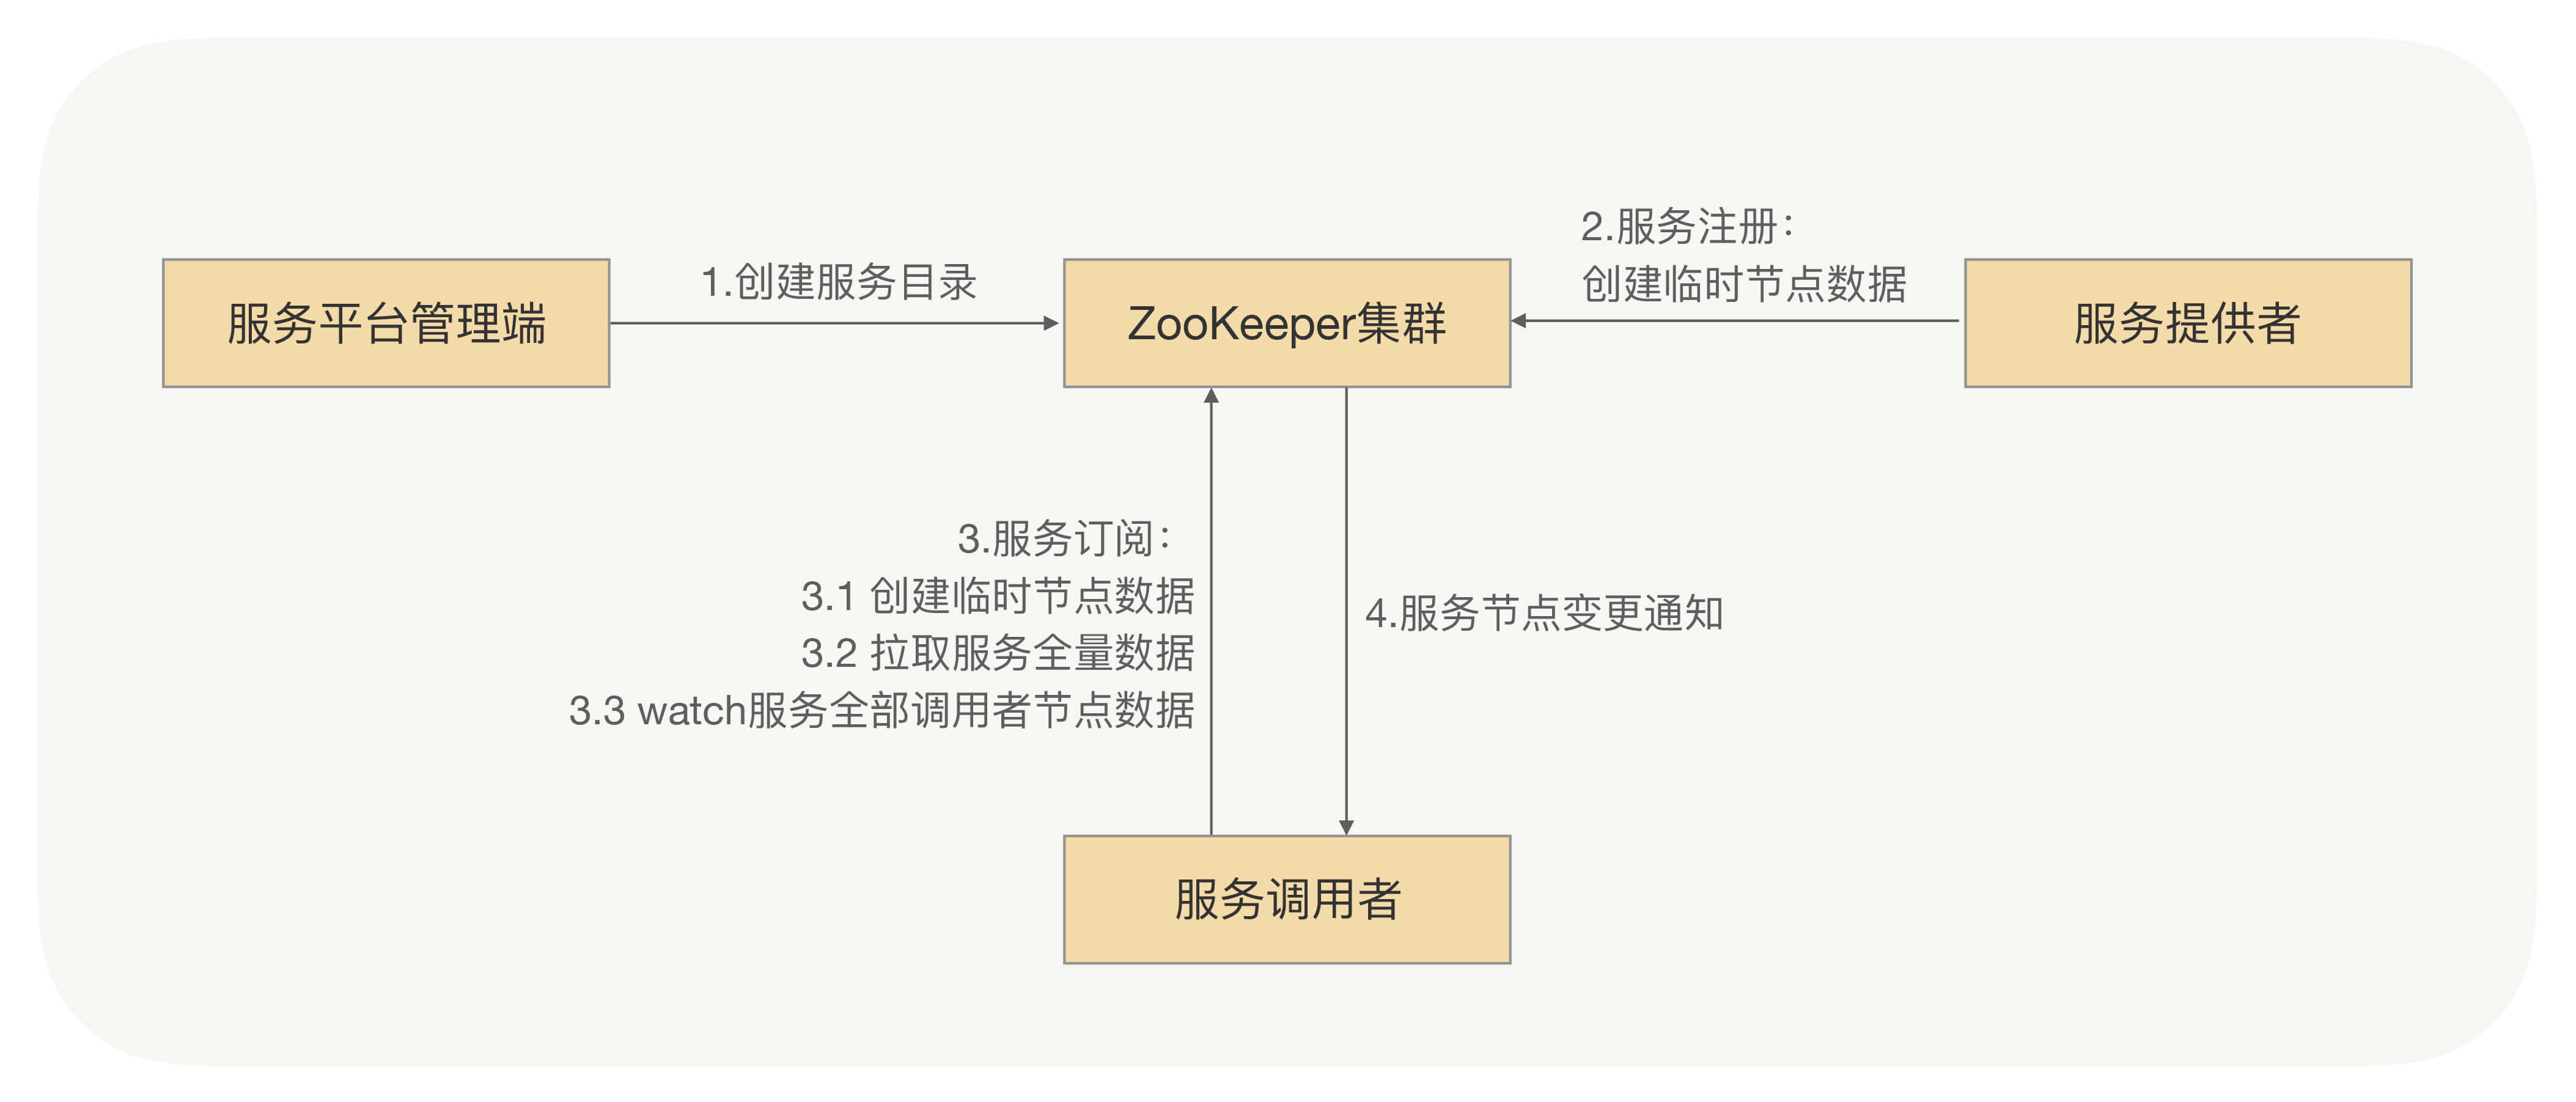 服务平台管理端
1.创建服务目录
ZooKeeper集群
2.服务注册：
创建临时节点数据
服务提供者
3.服务订阅：
3.1 创建临时节点数据
3.2 拉取服务全量数据
3.3 watch服务全部调用者节点数据
4.服务节点变更通知
服务调用者